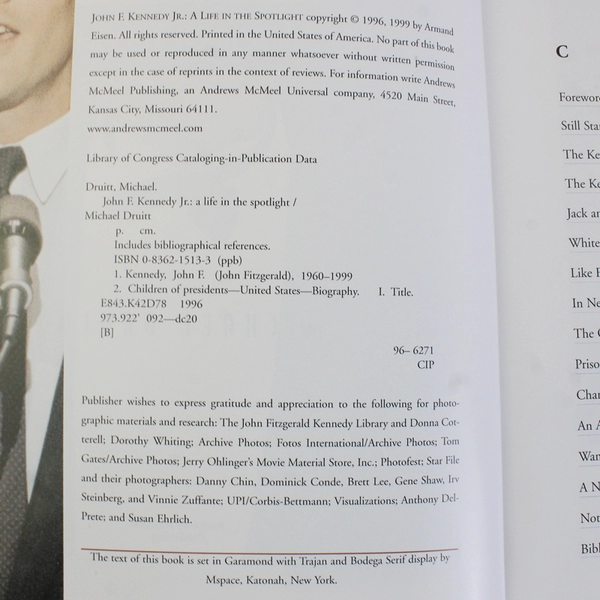 JOHN F. KENNEDY JR.: A LIFE IN THE SPOTLIGHT copyright © 1996, 1999 by Armand
Eisen. All rights reserved. Printed in the United States of America. No part of this book
may be used or reproduced in any manner whatsoever without written permission
except in the case of reprints in the context of reviews. For information write Andrews
McMeel Publishing, an Andrews McMeel Universal company, 4520 Main Street,
Kansas City, Missouri 64111.
www.andrewsmcmeel.com
Library of Congress Cataloging-in-Publication Data
Druitt, Michael.
John F. Kennedy Jr.: a life in the spotlight /
Michael Druitt
p. cm.
Includes bibliographical references.
ISBN 0-8362-1513-3 (ppb)
1. Kennedy, John F. (John Fitzgerald), 1960–1999
2. Children of presidents—United States—Biography. I. Title.
E843.K42D78 1996
973.922' 092—dc20
[B]
96– 6271
CIP
Publisher wishes to express gratitude and appreciation to the following for photo-
graphic materials and research: The John Fitzgerald Kennedy Library and Donna Cot-
terell; Dorothy Whiting; Archive Photos; Fotos International/Archive Photos; Tom
Gates/Archive Photos; Jerry Ohlinger's Movie Material Store, Inc.; Photofest; Star File
and their photographers: Danny Chin, Dominick Conde, Brett Lee, Gene Shaw, Irv
Steinberg, and Vinnie Zuffante; UPI/Corbis-Bettmann; Visualizations; Anthony Del-
Prete; and Susan Ehrlich.
The text of this book is set in Garamond with Trajan and Bodega Serif display by
Mspace, Katonah, New York.
C
Foreword
Still Sta
The Ke
The Ke
Jack an
White
Like F
In Ne
The C
Priso
Chan
An A
Wan
A N
Not
Bibl